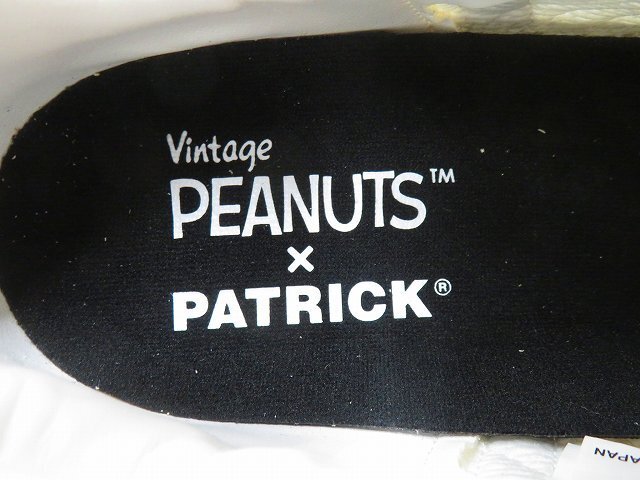 Vintage
PEANUTS™
×
PATRICK®
JAPAN